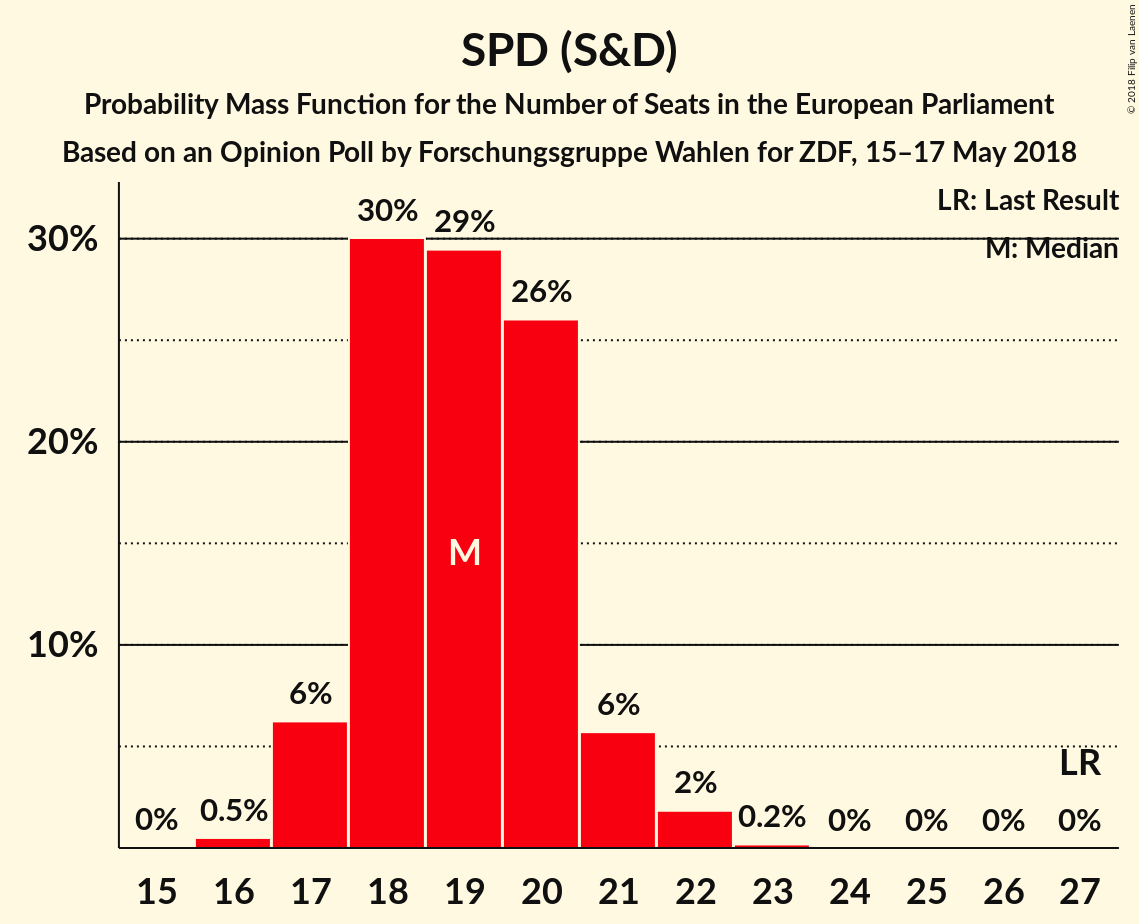 SPD (S&D)
Probability Mass Function for the Number of Seats in the European Parliament
Based on an Opinion Poll by Forschungsgruppe Wahlen for ZDF, 15–17 May 2018
© 2018 Filip van Laenen
LR: Last Result
M: Median
30%
20%
10%
0%
0.5%
6%
30%
29%
26%
6%
2%
0.2%
0%
0%
0%
0%
M
LR
15 16 17 18 19 20 21 22 23 24 25 26 27